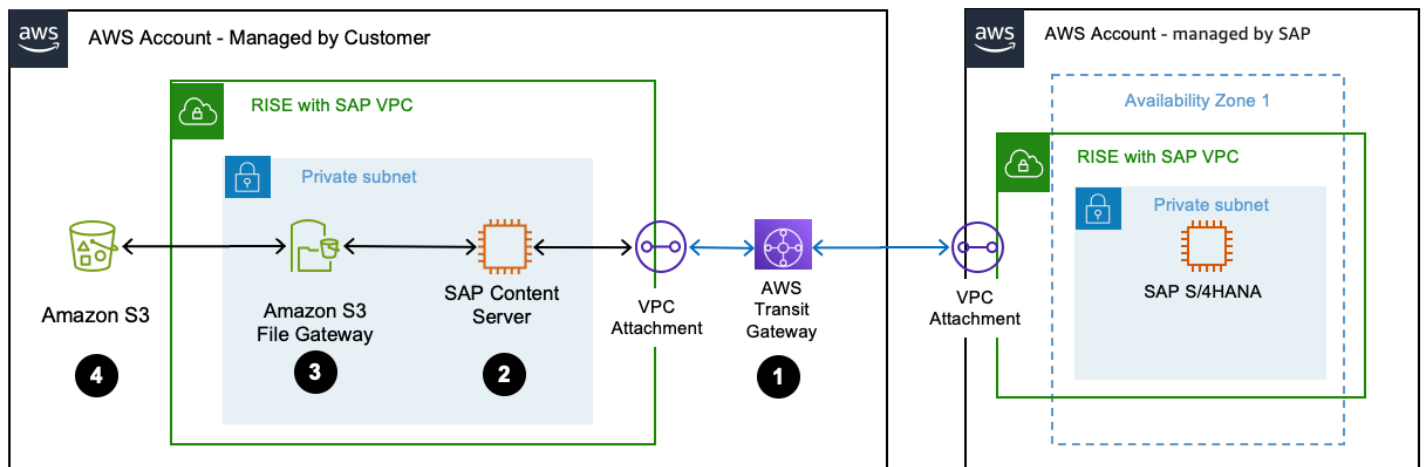 aws
AWS Account - Managed by Customer
RISE with SAP VPC
Private subnet
Amazon S3
4
Amazon S3
File Gateway
3
SAP Content
Server
2
VPC
Attachment
AWS
Transit
Gateway
1
aws
AWS Account - managed by SAP
Availability Zone 1
RISE with SAP VPC
Private subnet
SAP S/4HANA
VPC
Attachment